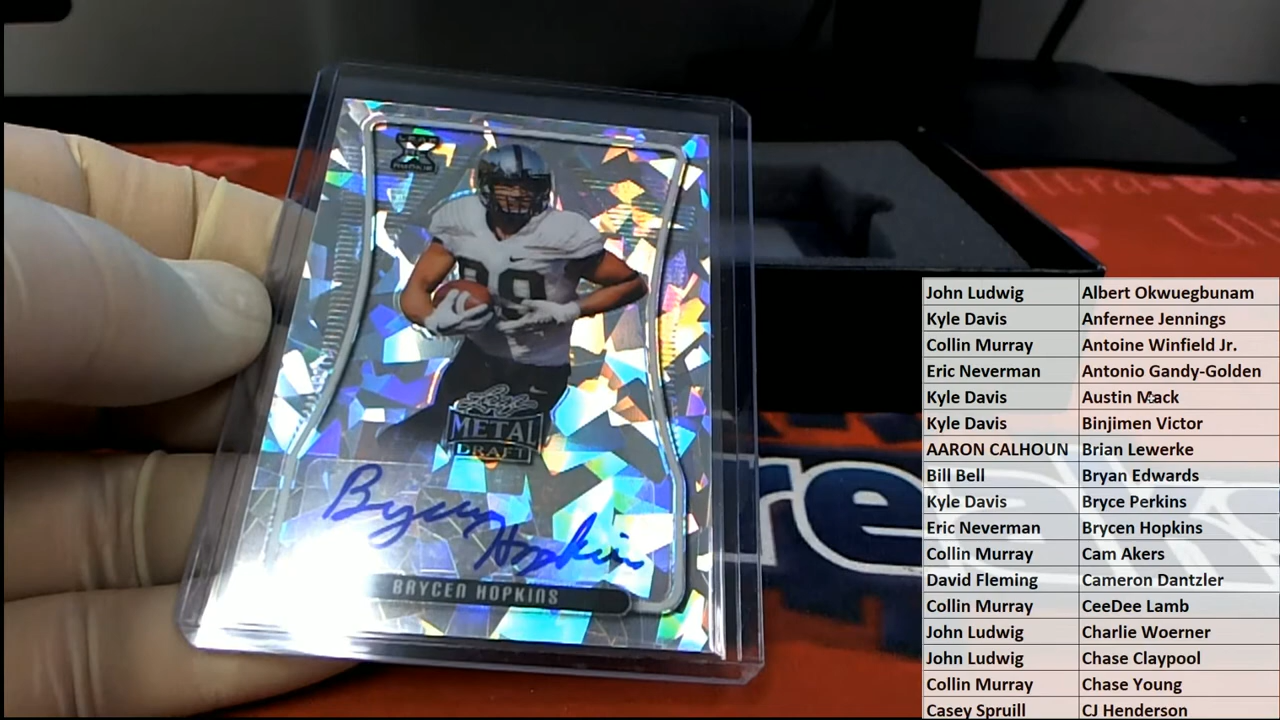 89
Leaf
METAL
DRAFT
Brycen Hopkins
BRYCEN HOPKINS
Ultra
John Ludwig Albert Okwuegbunam
Kyle Davis Anfernee Jennings
Collin Murray Antoine Winfield Jr.
Eric Neverman Antonio Gandy-Golden
Kyle Davis Austin Mack
Kyle Davis Binjimen Victor
AARON CALHOUN Brian Lewerke
Bill Bell Bryan Edwards
Kyle Davis Bryce Perkins
Eric Neverman Brycen Hopkins
Collin Murray Cam Akers
David Fleming Cameron Dantzler
Collin Murray CeeDee Lamb
John Ludwig Charlie Woerner
John Ludwig Chase Claypool
Collin Murray Chase Young
Casey Spruill CJ Henderson